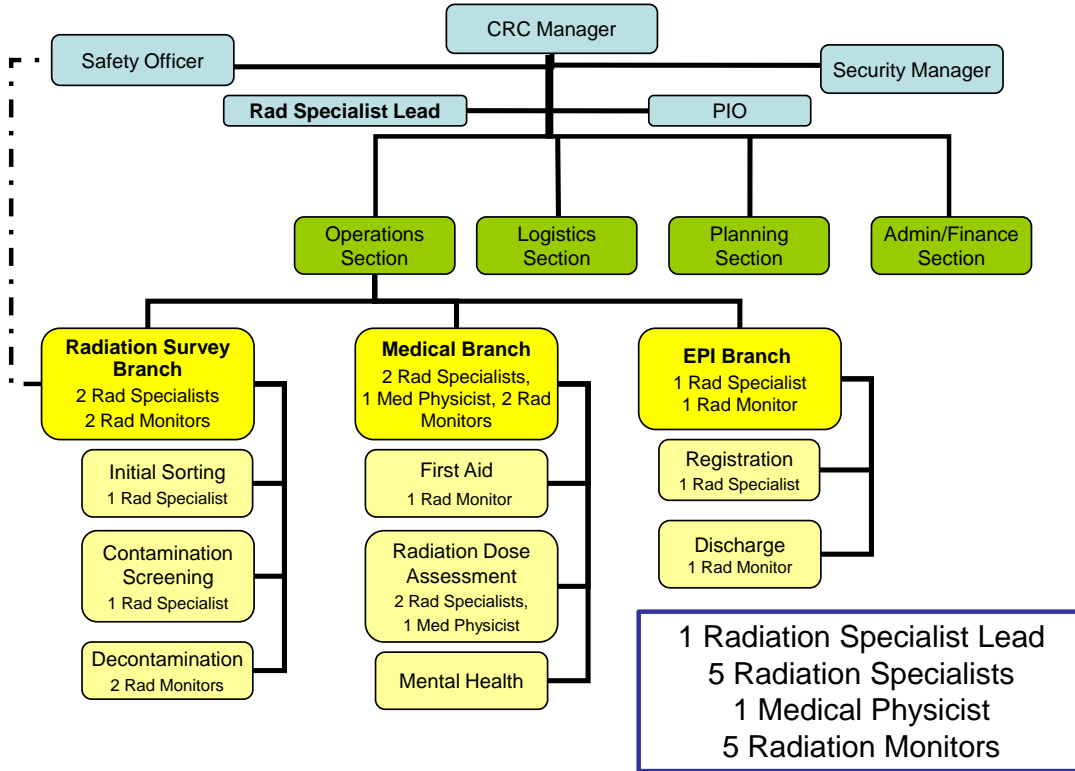 CRC Manager
Safety Officer
Security Manager
Rad Specialist Lead
PIO
Operations
Section
Logistics
Section
Planning
Section
Admin/Finance
Section
Radiation Survey
Branch
2 Rad Specialists
2 Rad Monitors
Medical Branch
2 Rad Specialists,
1 Med Physicist, 2 Rad
Monitors
EPI Branch
1 Rad Specialist
1 Rad Monitor
Initial Sorting
1 Rad Specialist
First Aid
1 Rad Monitor
Registration
1 Rad Specialist
Contamination
Screening
1 Rad Specialist
Radiation Dose
Assessment
2 Rad Specialists,
1 Med Physicist
Discharge
1 Rad Monitor
Decontamination
2 Rad Monitors
Mental Health
1 Radiation Specialist Lead
5 Radiation Specialists
1 Medical Physicist
5 Radiation Monitors